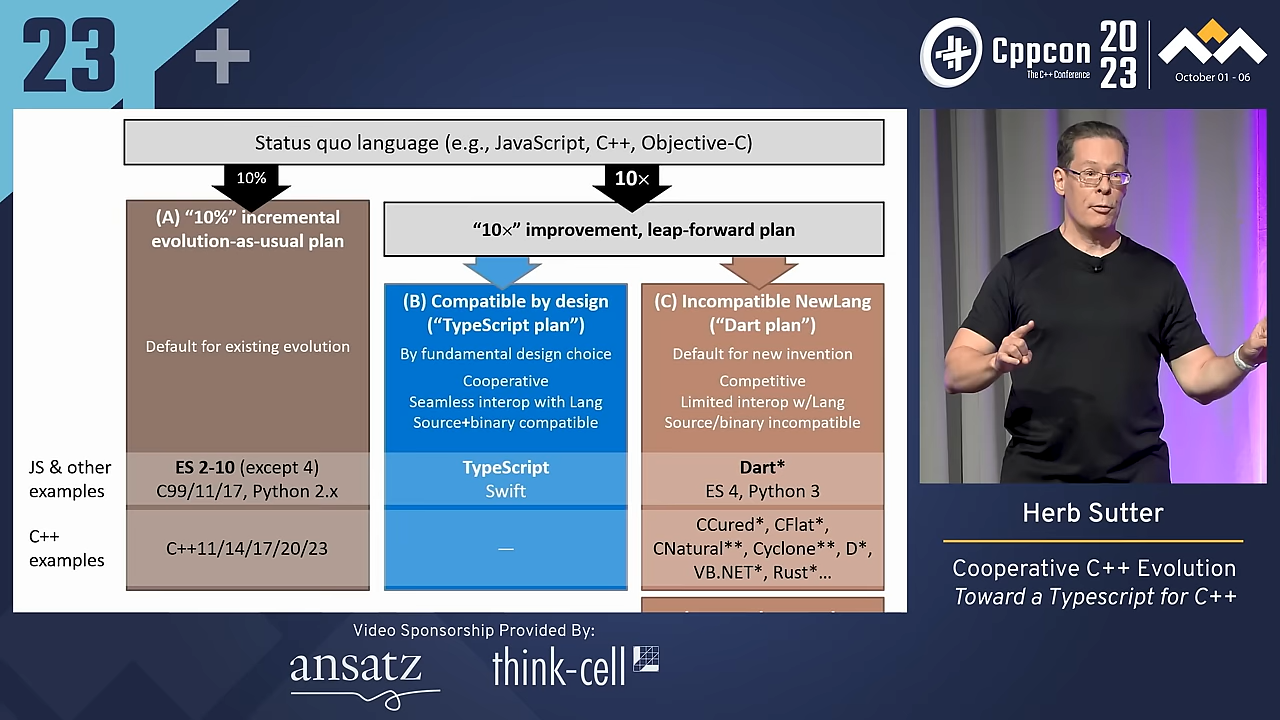 23
Cppcon
The C++ Conference
20
23
October 01 - 06
Status quo language (e.g., JavaScript, C++, Objective-C)
10%
10×
(A) “10%” incremental
evolution-as-usual plan
Default for existing evolution
“10×” improvement, leap-forward plan
(B) Compatible by design
(“TypeScript plan”)
By fundamental design choice
Cooperative
Seamless interop with Lang
Source+binary compatible
(C) Incompatible NewLang
(“Dart plan”)
Default for new invention
Competitive
Limited interop w/Lang
Source/binary incompatible
JS & other
examples
ES 2-10 (except 4)
C99/11/17, Python 2.x
TypeScript
Swift
Dart*
ES 4, Python 3
C++
examples
C++11/14/17/20/23
—
CCured*, CFlat*,
CNatural**, Cyclone**, D*,
VB.NET*, Rust*...
Herb Sutter
Cooperative C++ Evolution
Toward a Typescript for C++
Video Sponsorship Provided By:
ansatz
think-cell